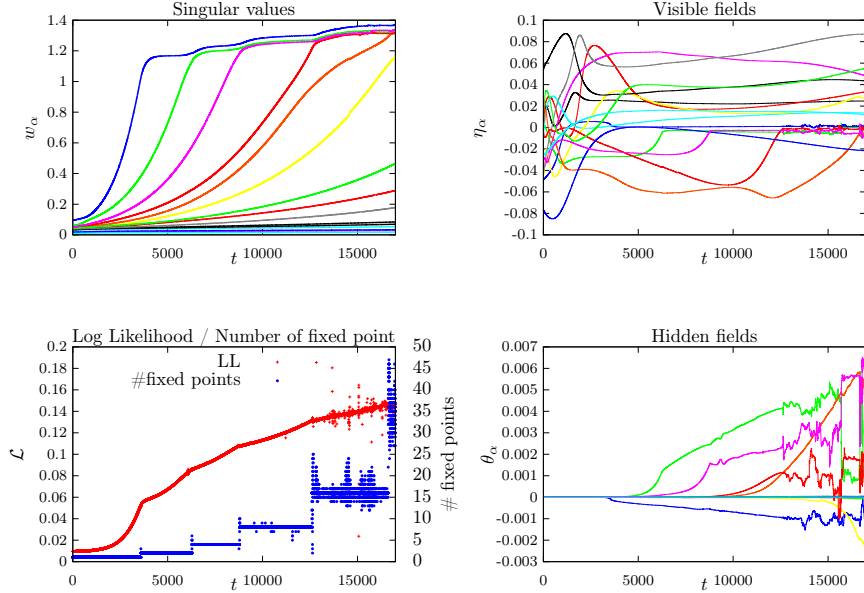 Singular values
1.4
1.2
1
0.8
0.6
0.4
0.2
0
w_α
0 5000 10000 15000
t
Visible fields
0.1
0.08
0.06
0.04
0.02
0
-0.02
-0.04
-0.06
-0.08
-0.1
η_α
0 5000 10000 15000
t
Log Likelihood / Number of fixed point
LL
#fixed points
0.2
0.18
0.16
0.14
0.12
0.1
0.08
0.06
0.04
0.02
0
ℒ
50
45
40
35
30
25
20
15
10
5
0
# fixed points
0 5000 10000 15000
t
Hidden fields
0.007
0.006
0.005
0.004
0.003
0.002
0.001
0
-0.001
-0.002
-0.003
θ_α
0 5000 10000 15000
t